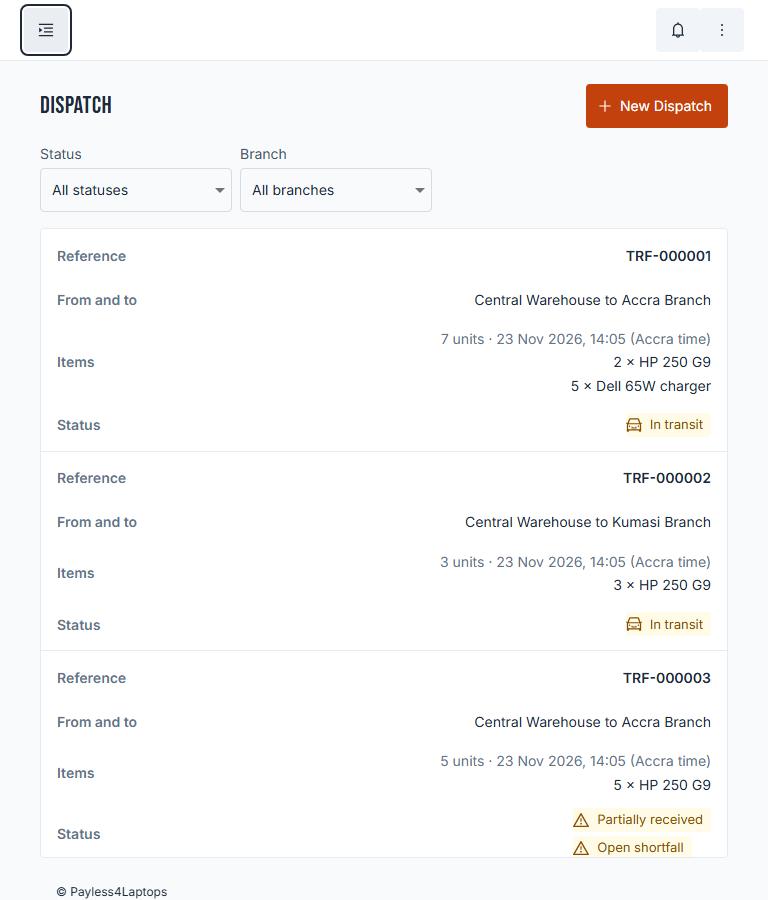 DISPATCH
New Dispatch
Status
Branch
All statuses
All branches
Reference
TRF-000001
From and to
Central Warehouse to Accra Branch
Items
7 units · 23 Nov 2026, 14:05 (Accra time)
2 × HP 250 G9
5 × Dell 65W charger
Status
In transit
Reference
TRF-000002
From and to
Central Warehouse to Kumasi Branch
Items
3 units · 23 Nov 2026, 14:05 (Accra time)
3 × HP 250 G9
Status
In transit
Reference
TRF-000003
From and to
Central Warehouse to Accra Branch
Items
5 units · 23 Nov 2026, 14:05 (Accra time)
5 × HP 250 G9
Status
Partially received
Open shortfall
© Payless4Laptops